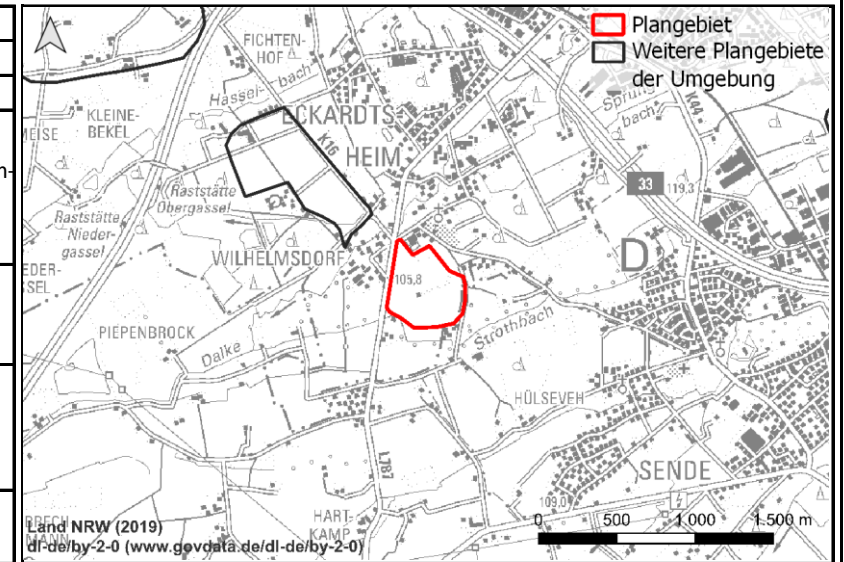 Plangebiet
Weitere Plangebiete
der Umgebung
FICHTEN-
HOF
Hassel-
bach
KLEINE-
BEKEL
ECKARDTS
HEIM
K16
Sprung
bach
K44
33
119,3
Raststätte
Obergassel
Raststätte
Nieder-
gassel
WILHELMSDORF
D
105,8
PIEPENBROCK
Dalke
Strothbach
HÜLSEVEH
L787
SENDE
109,0
HART-
KAMP
Land NRW (2019)
dl-de/by-2-0 (www.govdata.de/dl-de/by-2-0)
0 500 1.000 1.500 m